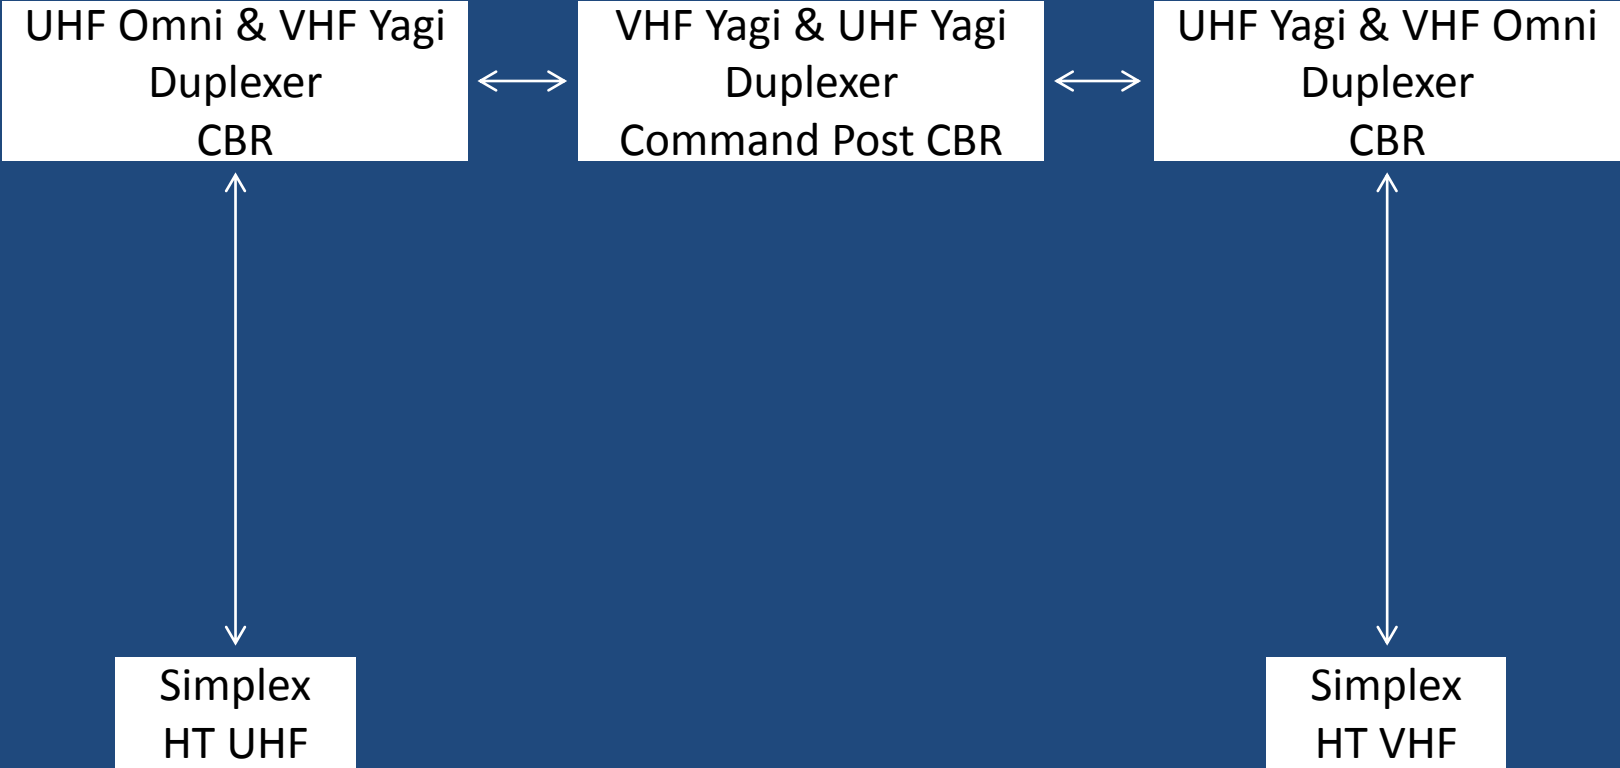 UHF Omni & VHF Yagi
Duplexer
CBR
VHF Yagi & UHF Yagi
Duplexer
Command Post CBR
UHF Yagi & VHF Omni
Duplexer
CBR
Simplex
HT UHF
Simplex
HT VHF